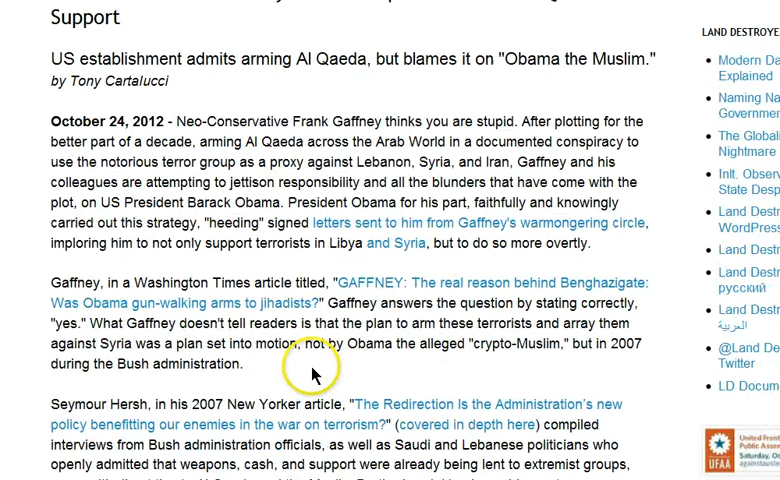 Support
US establishment admits arming Al Qaeda, but blames it on "Obama the Muslim."
by Tony Cartalucci
October 24, 2012 - Neo-Conservative Frank Gaffney thinks you are stupid. After plotting for the
better part of a decade, arming Al Qaeda across the Arab World in a documented conspiracy to
use the notorious terror group as a proxy against Lebanon, Syria, and Iran, Gaffney and his
colleagues are attempting to jettison responsibility and all the blunders that have come with the
plot, on US President Barack Obama. President Obama for his part, faithfully and knowingly
carried out this strategy, "heeding" signed letters sent to him from Gaffney's warmongering circle,
imploring him to not only support terrorists in Libya and Syria, but to do so more overtly.
Gaffney, in a Washington Times article titled, "GAFFNEY: The real reason behind Benghazigate:
Was Obama gun-walking arms to jihadists?" Gaffney answers the question by stating correctly,
"yes." What Gaffney doesn't tell readers is that the plan to arm these terrorists and array them
against Syria was a plan set into motion, not by Obama the alleged "crypto-Muslim," but in 2007
during the Bush administration.
Seymour Hersh, in his 2007 New Yorker article, "The Redirection Is the Administration's new
policy benefitting our enemies in the war on terrorism?" (covered in depth here) compiled
interviews from Bush administration officials, as well as Saudi and Lebanese politicians who
openly admitted that weapons, cash, and support were already being lent to extremist groups,
LAND DESTROYE
Modern Da
Explained
Naming Na
Governmen
The Global
Nightmare
Inlt. Observ
State Desp
Land Destr
WordPress
Land Destr
Land Destr
русский
Land Destr
العربية
@Land De
Twitter
LD Docum
United Front
Public Asse
Saturday, Oc
againstauste
UFAA